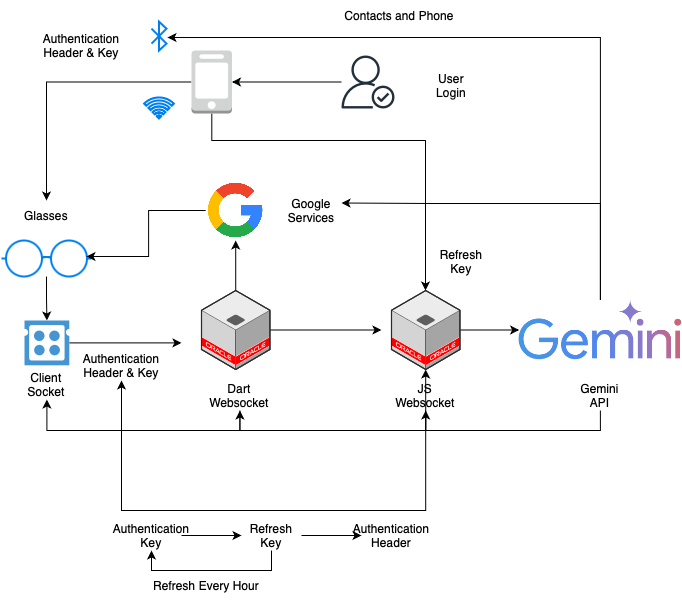 Contacts and Phone
Authentication
Header & Key
User
Login
Glasses
Google
Services
Refresh
Key
ORACLE ORACLE
ORACLE ORACLE
Gemini
Authentication
Header & Key
Client
Socket
Dart
Websocket
JS
Websocket
Gemini
API
Authentication
Key
Refresh
Key
Authentication
Header
Refresh Every Hour